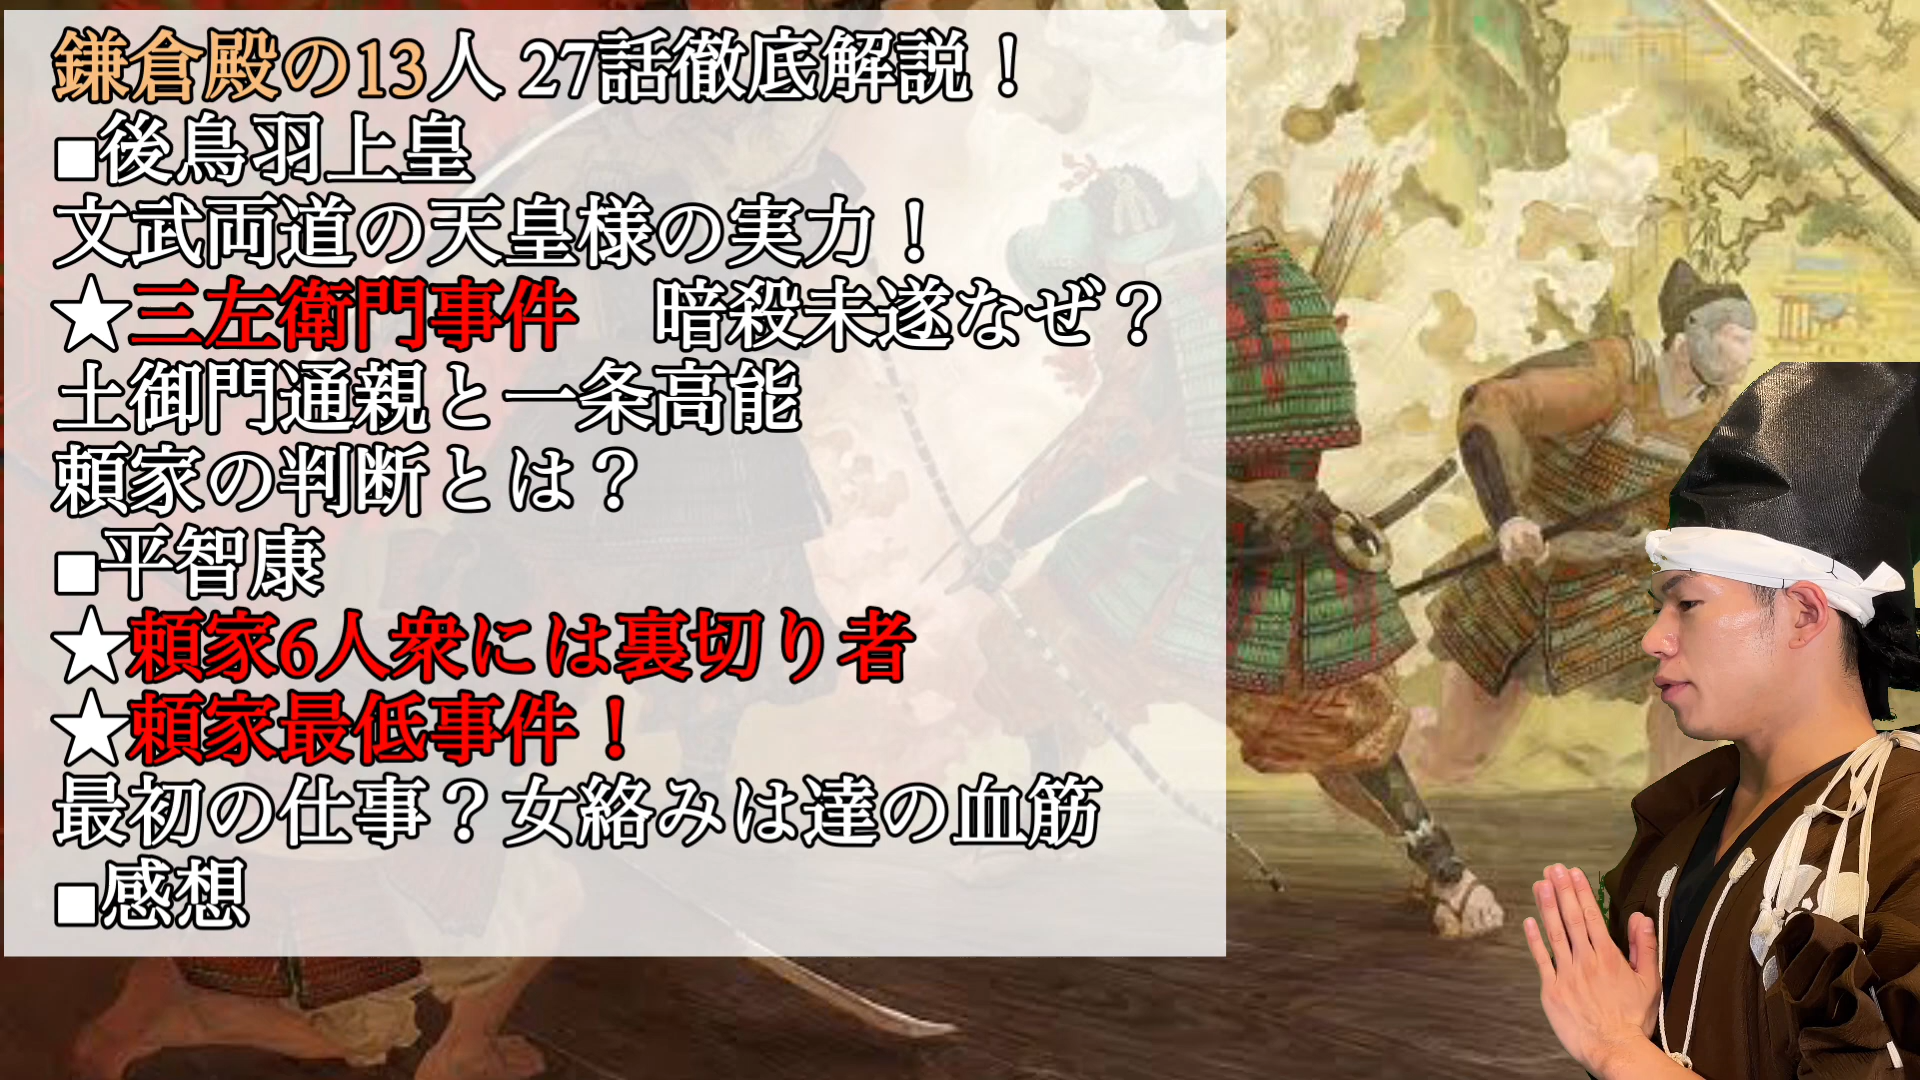 鎌倉殿の13人 27話徹底解説！
■後鳥羽上皇
文武両道の天皇様の実力！
★三左衛門事件　暗殺未遂なぜ？
土御門通親と一条高能
頼家の判断とは？
■平智康
★頼家6人衆には裏切り者
★頼家最低事件！
最初の仕事？女絡みは達の血筋
■感想